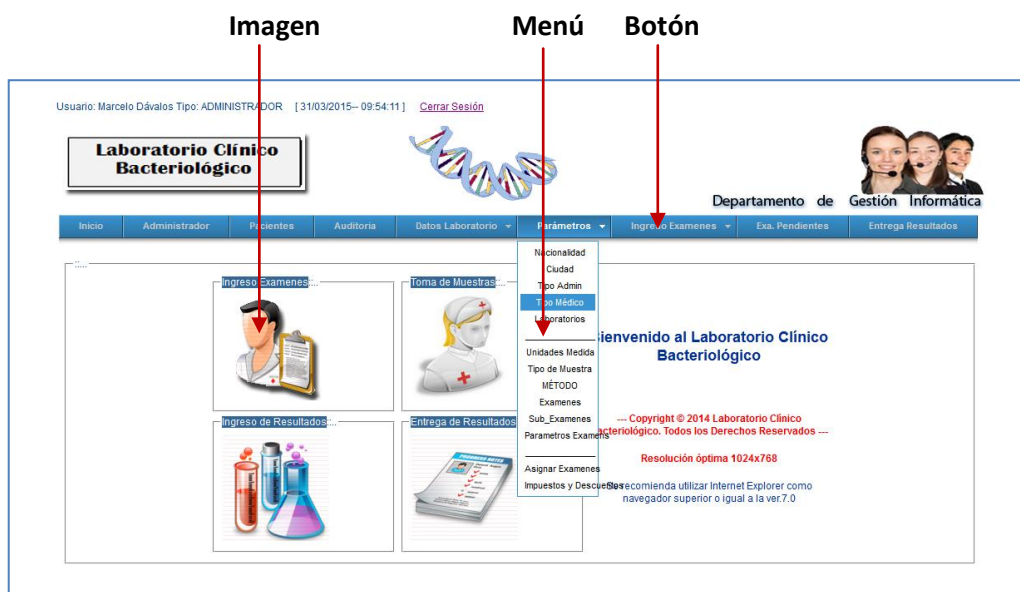 Imagen
Menú
Botón
Usuario: Marcelo Dávalos Tipo: ADMINISTRADOR [ 31/03/2015-- 09:54:11 ] Cerrar Sesión
Laboratorio Clínico
Bacteriológico
Departamento de Gestión Informática
Inicio
Administrador
Pacientes
Auditoria
Datos Laboratorio
Parámetros
Ingreso Examenes
Exa. Pendientes
Entrega Resultados
::...
Ingreso Examenes::..
Toma de Muestras::..
Ingreso de Resultados::..
Entrega de Resultados
Nacionalidad
Ciudad
Tipo Admin
Tipo Médico
Laboratorios
Unidades Medida
Tipo de Muestra
MÉTODO
Examenes
Sub_Examenes
Parametros Examens
Asignar Examenes
Impuestos y Descuentos
Bienvenido al Laboratorio Clínico
Bacteriológico
--- Copyright © 2014 Laboratorio Clínico
Bacteriológico. Todos los Derechos Reservados ---
Resolución óptima 1024x768
Se recomienda utilizar Internet Explorer como
navegador superior o igual a la ver.7.0